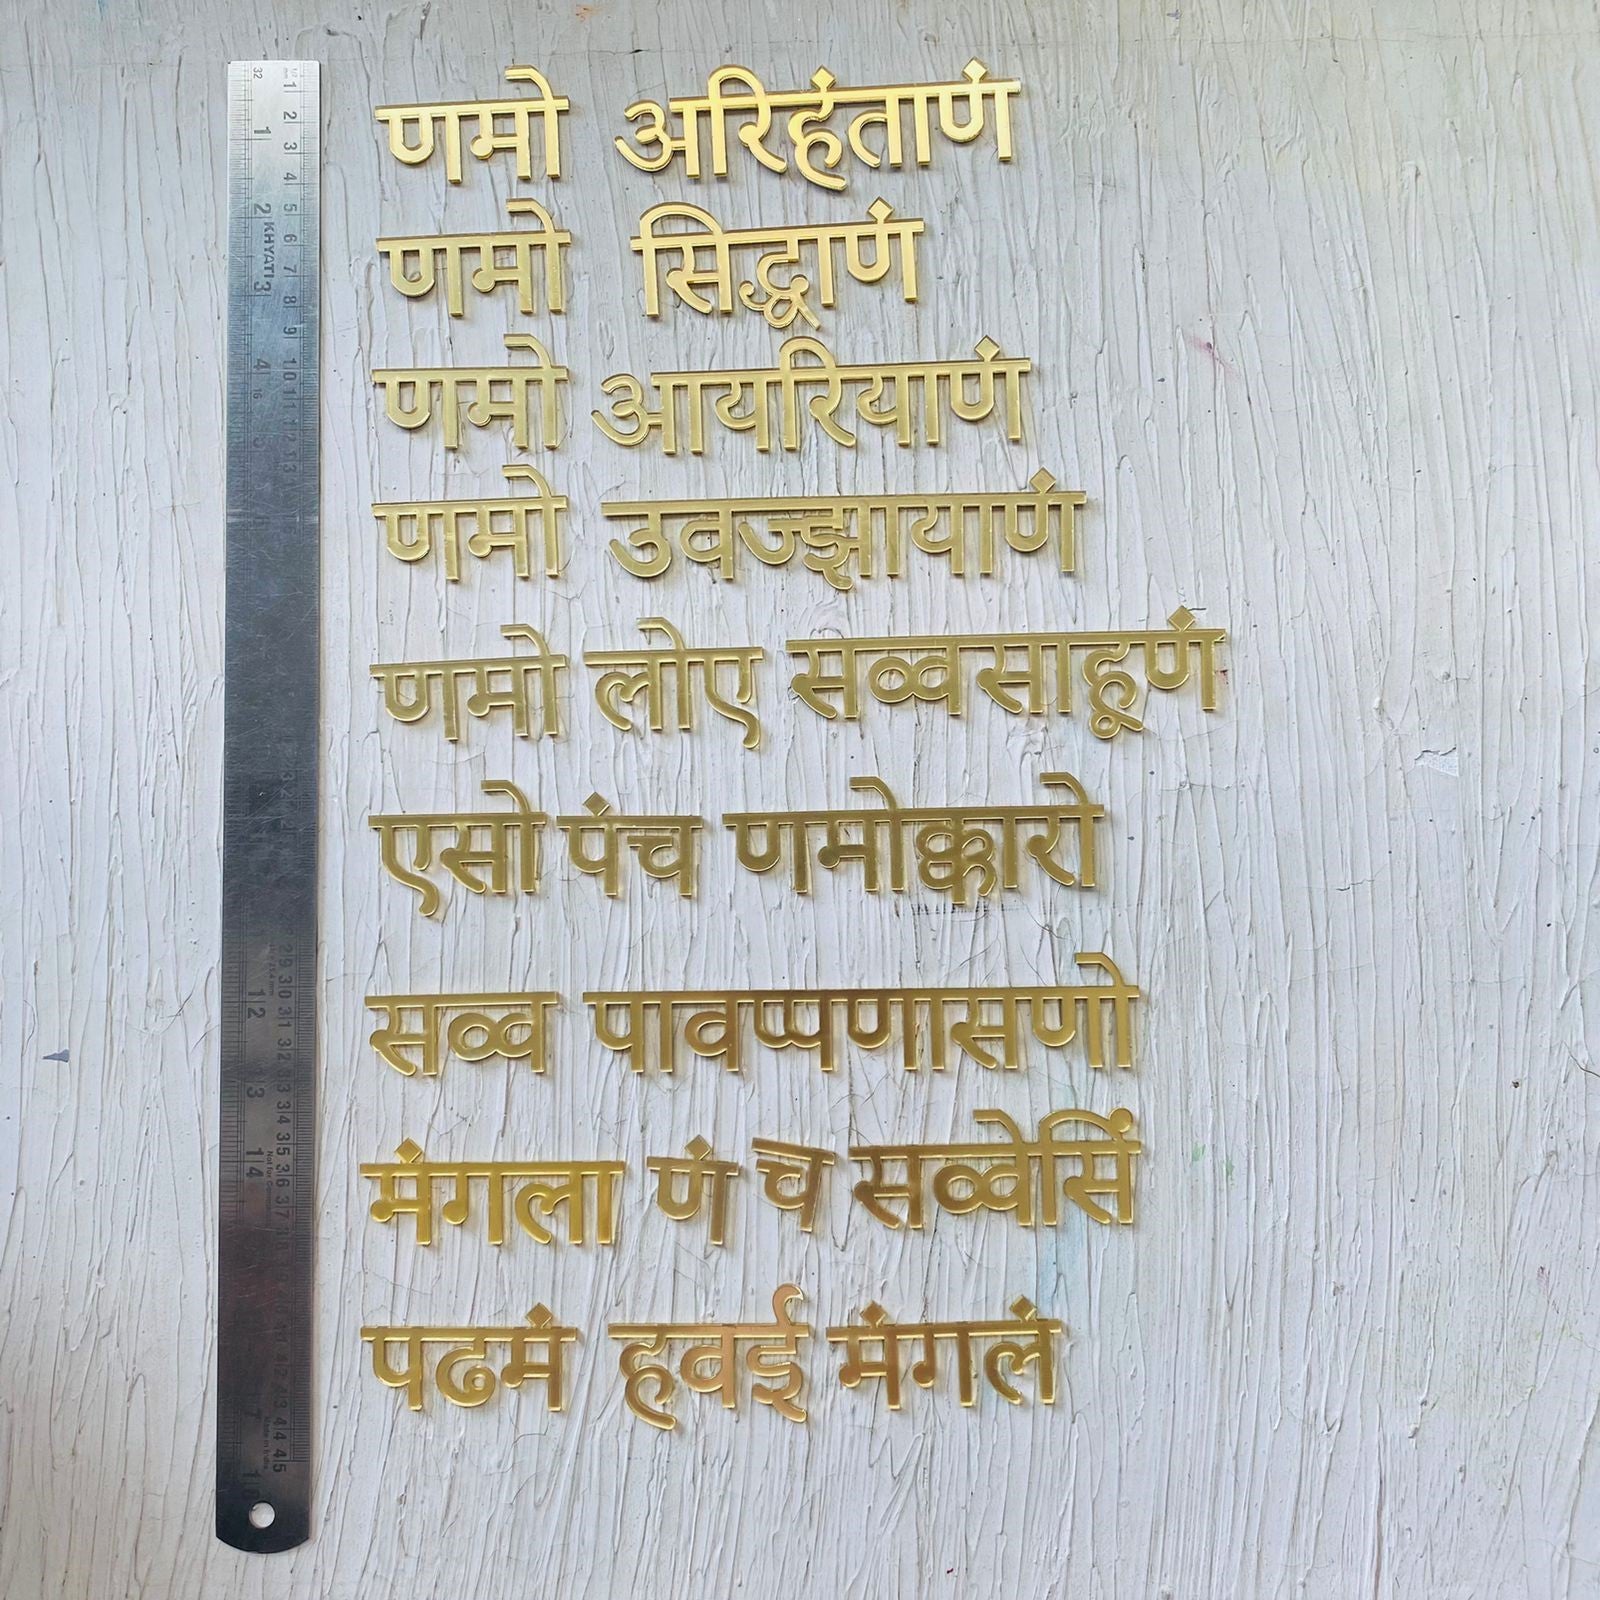 णमो अरिहंताणं
णमो सिद्धाणं
णमो आयरियाणं
णमो उवज्झायाणं
णमो लोए सव्वसाहूणं
एसो पंच णमोक्कारो
सव्व पावप्पणासणो
मंगला णं च सव्वेसिं
पढमं हवई मंगलं
KHYATI